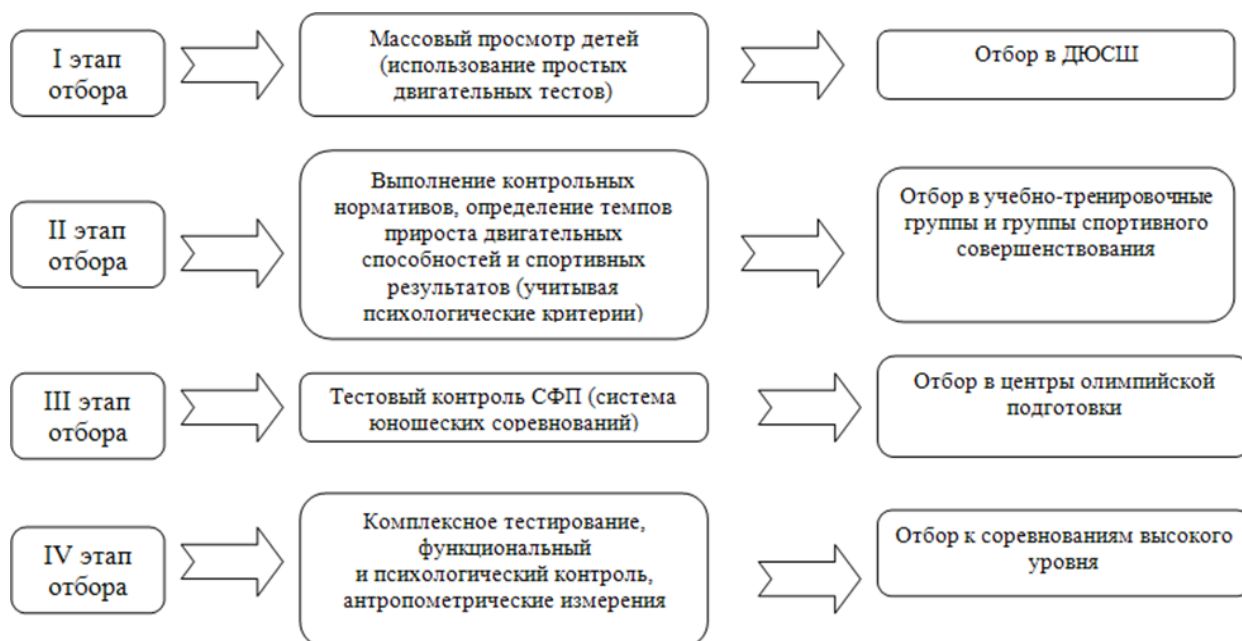 I этап
отбора
Массовый просмотр детей
(использование простых
двигательных тестов)
Отбор в ДЮСШ
II этап
отбора
Выполнение контрольных
нормативов, определение темпов
прироста двигательных
способностей и спортивных
результатов (учитывая
психологические критерии)
Отбор в учебно-тренировочные
группы и группы спортивного
совершенствования
III этап
отбора
Тестовый контроль СФП (система
юношеских соревнований)
Отбор в центры олимпийской
подготовки
IV этап
отбора
Комплексное тестирование,
функциональный
и психологический контроль,
антропометрические измерения
Отбор к соревнованиям высокого
уровня